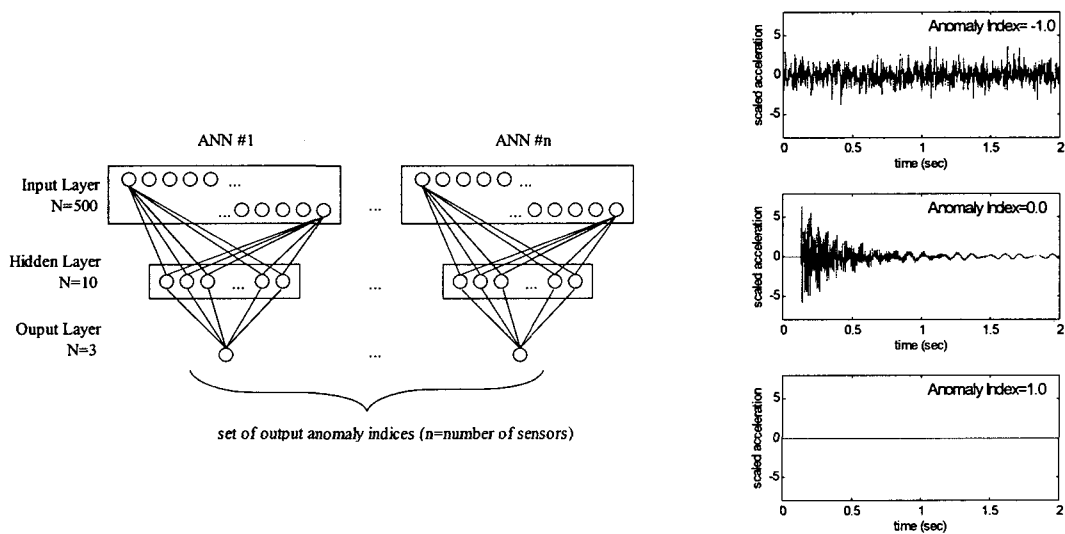 ANN #1
ANN #n
Input Layer
N=500
...
...
...
...
...
Hidden Layer
N=10
...
...
...
Ouput Layer
N=3
...
set of output anomaly indices (n=number of sensors)
Anomaly Index= -1.0
scaled acceleration
5
0
-5
0
0.5
1
1.5
2
time (sec)
Anomaly Index=0.0
scaled acceleration
5
0
-5
0
0.5
1
1.5
2
time (sec)
Anomaly Index=1.0
scaled acceleration
5
0
-5
0
0.5
1
1.5
2
time (sec)